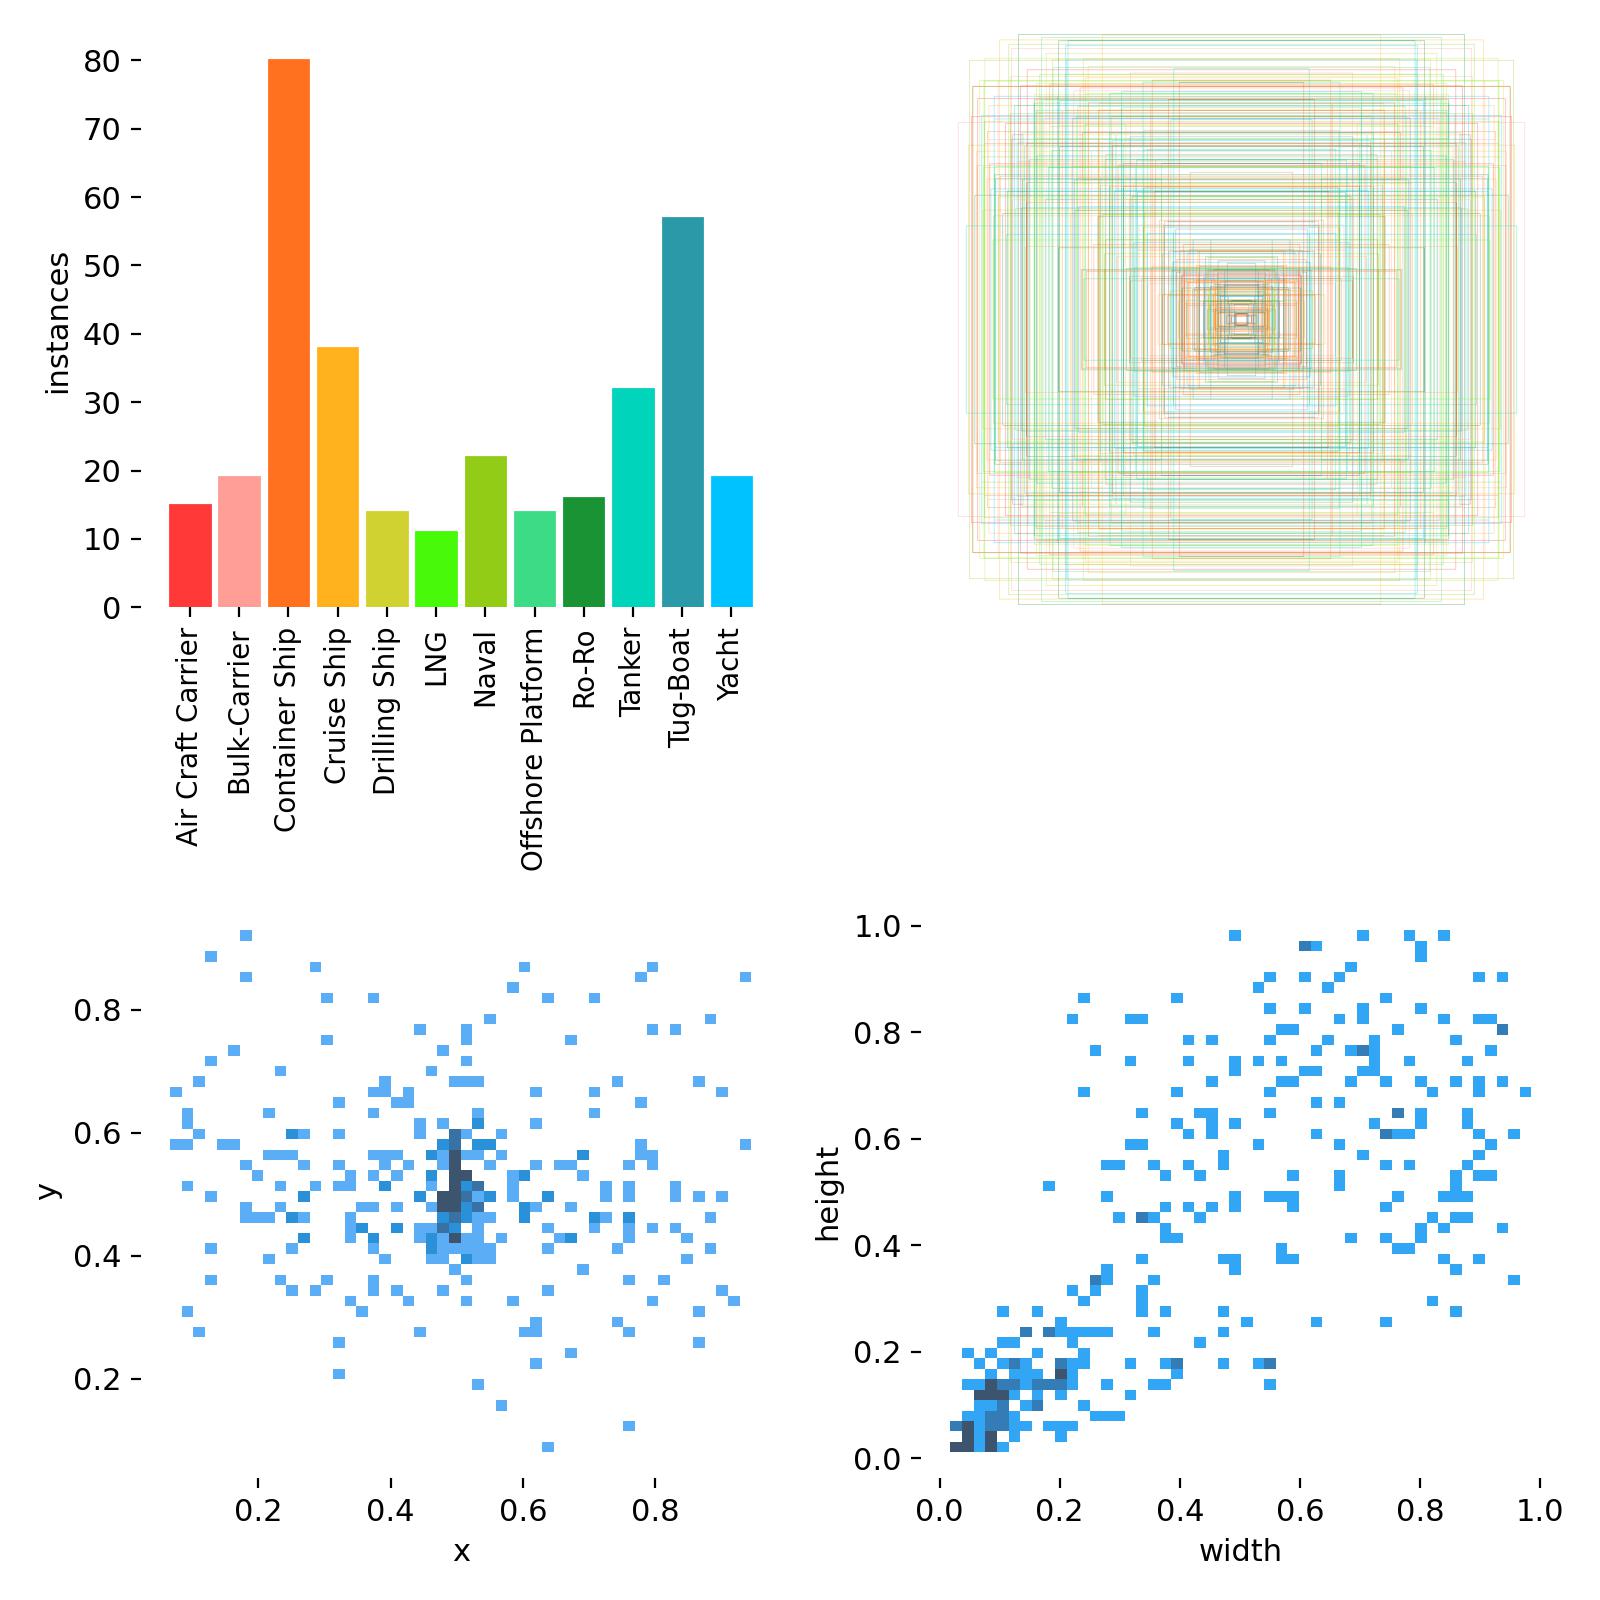 80
70
60
50
40
30
20
10
0
instances
Air Craft Carrier
Bulk-Carrier
Container Ship
Cruise Ship
Drilling Ship
LNG
Naval
Offshore Platform
Ro-Ro
Tanker
Tug-Boat
Yacht
0.8
0.6
0.4
0.2
y
0.2 0.4 0.6 0.8
x
1.0
0.8
0.6
0.4
0.2
0.0
height
0.0 0.2 0.4 0.6 0.8 1.0
width